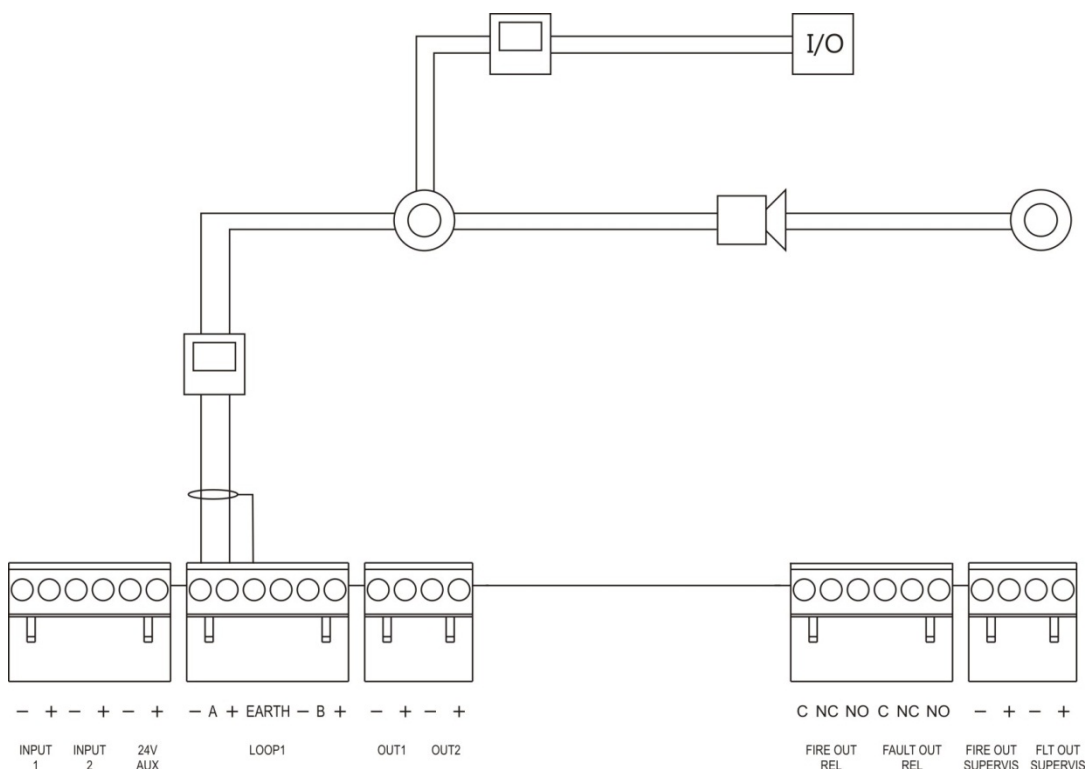 I/O
− + − + − + − A + EARTH − B + − + − + C NC NO C NC NO − + − +
INPUT 1
INPUT 2
24V AUX
LOOP1
OUT1
OUT2
FIRE OUT REL
FAULT OUT REL
FIRE OUT SUPERVIS
FLT OUT SUPERVIS